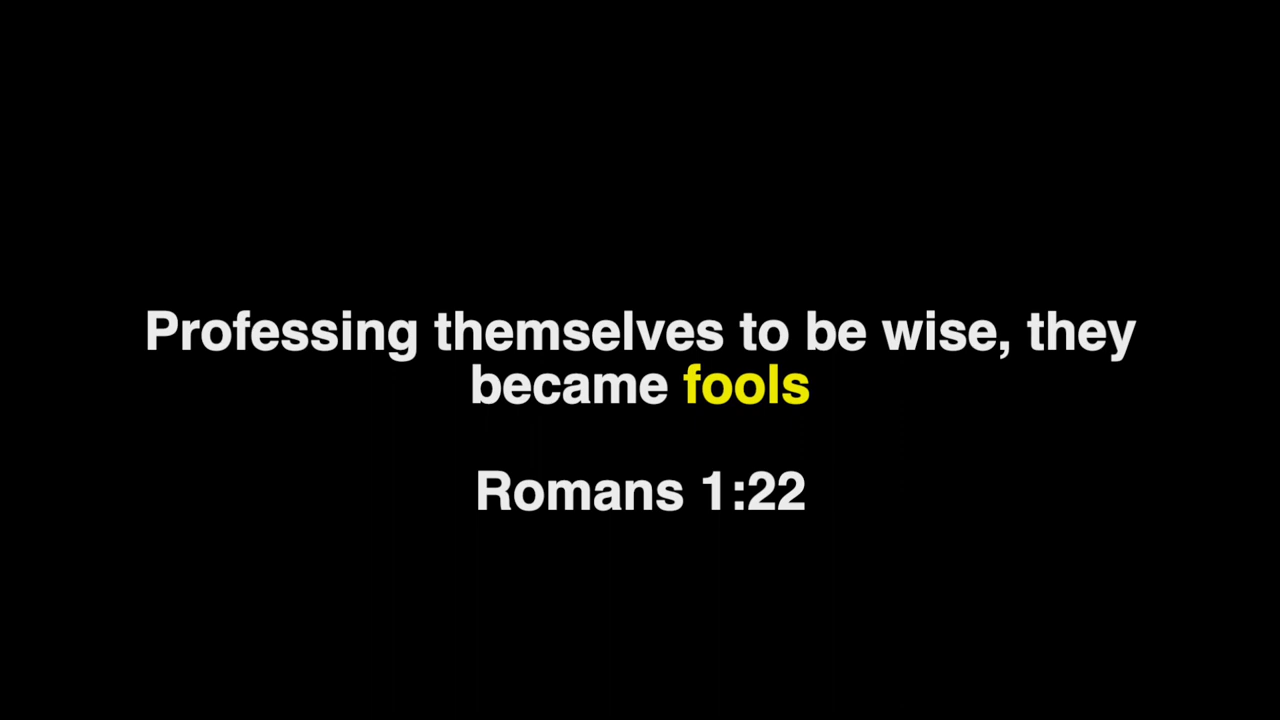 Professing themselves to be wise, they
became fools
Romans 1:22